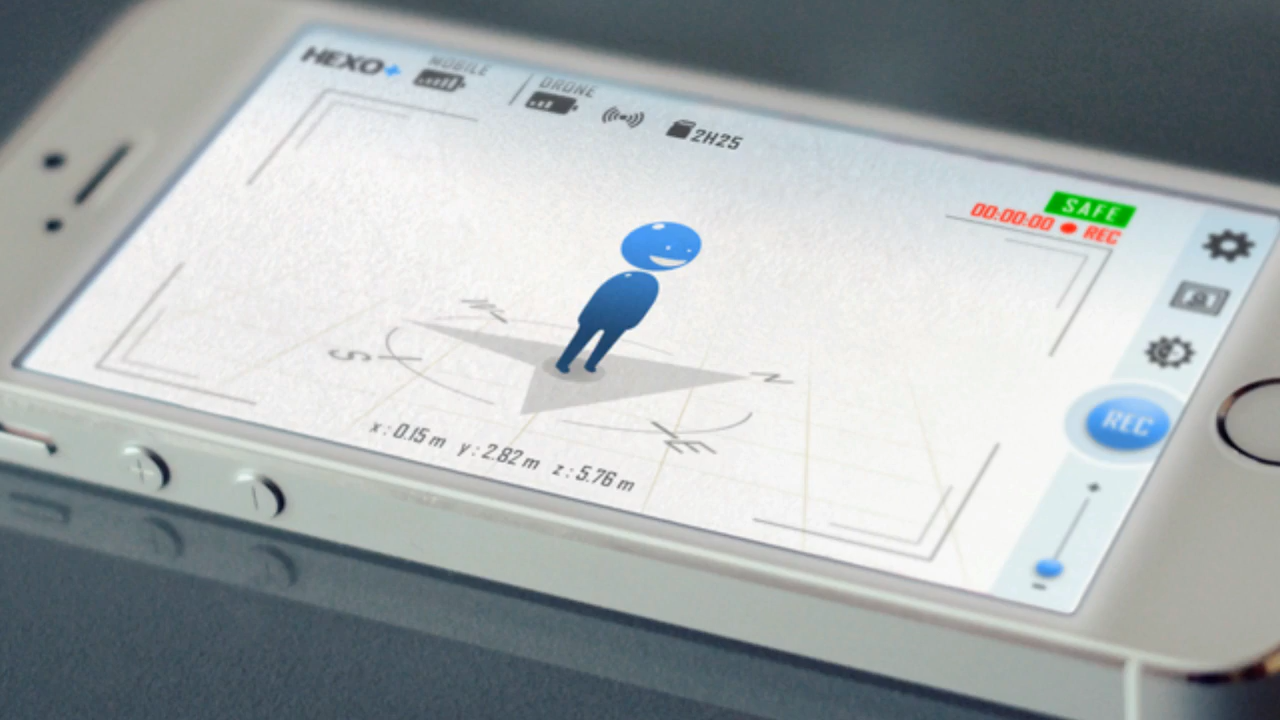 HEXO+
MOBILE
DRONE
2H25
SAFE
00:00:00 REC
W
S
N
E
x : 0.15 m y : 2.82 m z : 5.76 m
REC
+
-